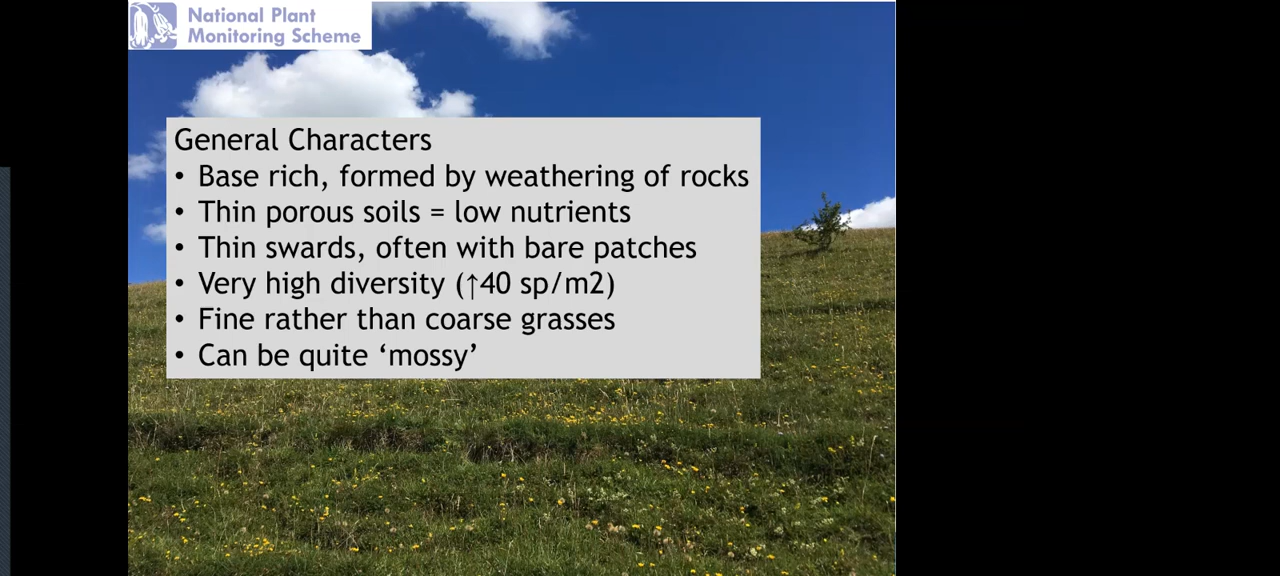 National Plant
Monitoring Scheme
General Characters
• Base rich, formed by weathering of rocks
• Thin porous soils = low nutrients
• Thin swards, often with bare patches
• Very high diversity (↑40 sp/m2)
• Fine rather than coarse grasses
• Can be quite ‘mossy’